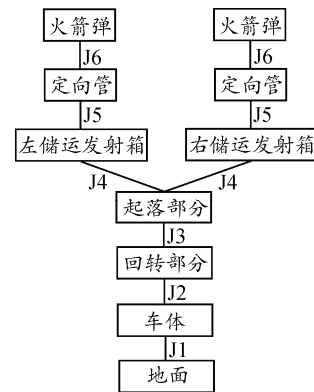 火箭弹 火箭弹
J6 J6
定向管 定向管
J5 J5
左储运发射箱 右储运发射箱
J4 J4
起落部分
J3
回转部分
J2
车体
J1
地面